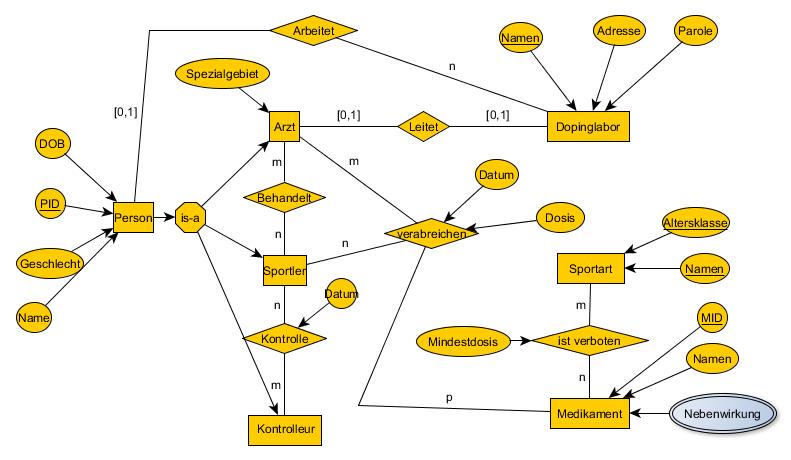 Arbeitet
Namen
Adresse
Parole
n
Spezialgebiet
[0,1]
Arzt
[0,1]
Leitet
[0,1]
Dopinglabor
DOB
m
m
Datum
PID
Person
is-a
Behandelt
Dosis
Geschlecht
n
n
verabreichen
Altersklasse
Sportler
Sportart
Namen
Name
n
Datum
m
MID
Kontrolle
Mindestdosis
ist verboten
Namen
m
n
p
Medikament
Nebenwirkung
Kontrolleur